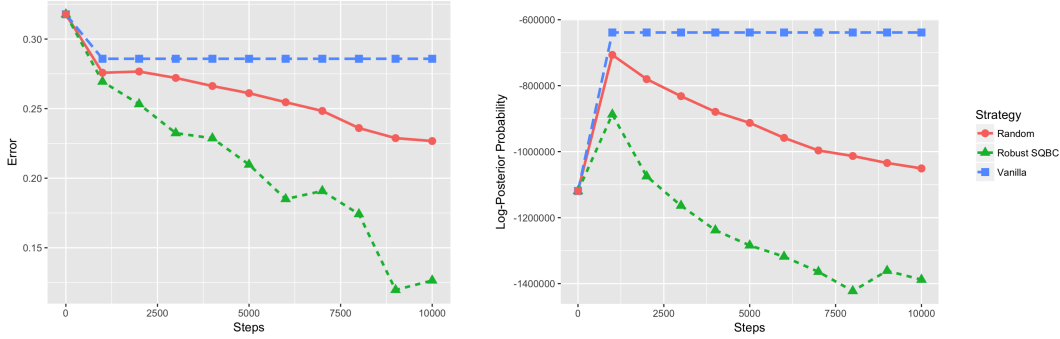 0.30
0.25
0.20
0.15
Error
0
2500
5000
7500
10000
Steps
-600000
-800000
-1000000
-1200000
-1400000
Log-Posterior Probability
0
2500
5000
7500
10000
Steps
Strategy
Random
Robust SQBC
Vanilla